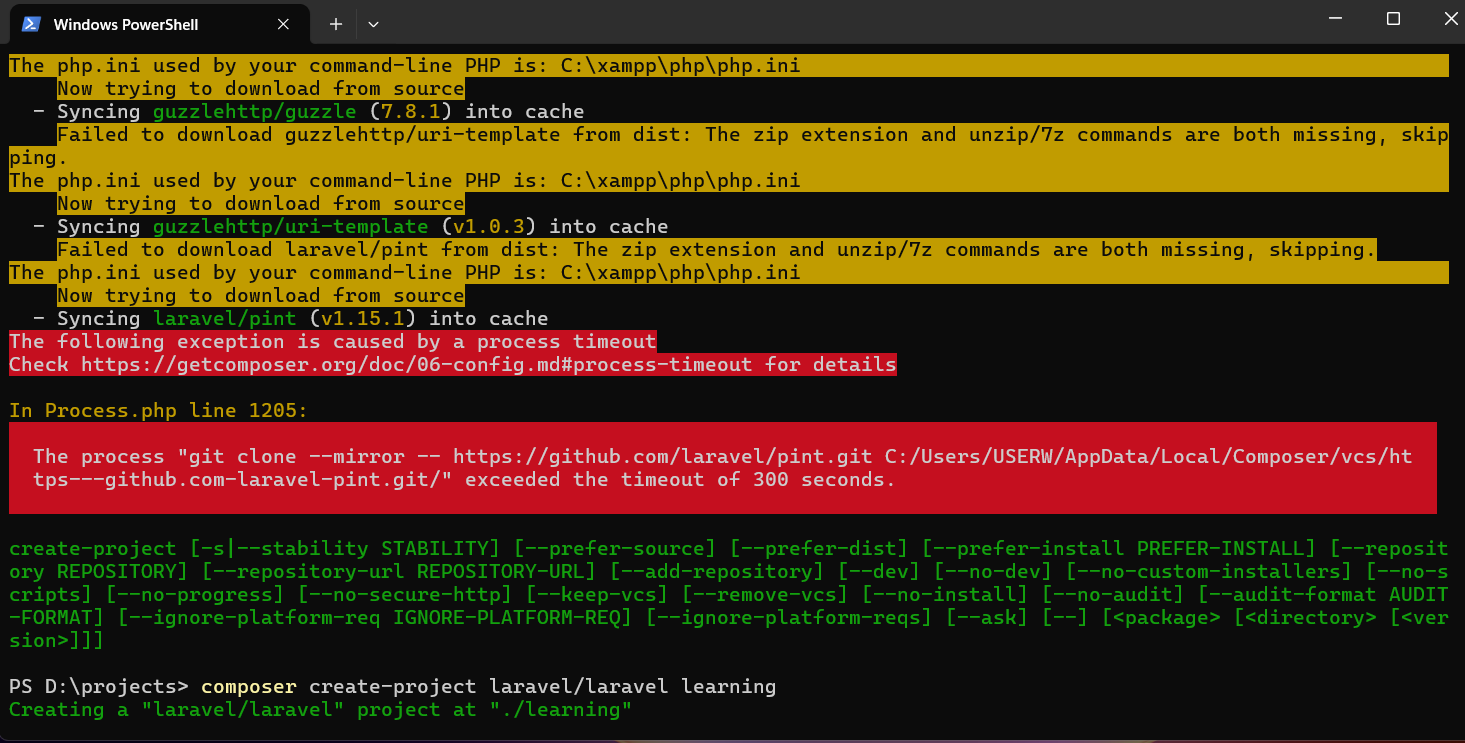 Windows PowerShell
The php.ini used by your command-line PHP is: C:\xampp\php\php.ini
Now trying to download from source
- Syncing guzzlehttp/guzzle (7.8.1) into cache
Failed to download guzzlehttp/uri-template from dist: The zip extension and unzip/7z commands are both missing, skip
ping.
The php.ini used by your command-line PHP is: C:\xampp\php\php.ini
Now trying to download from source
- Syncing guzzlehttp/uri-template (v1.0.3) into cache
Failed to download laravel/pint from dist: The zip extension and unzip/7z commands are both missing, skipping.
The php.ini used by your command-line PHP is: C:\xampp\php\php.ini
Now trying to download from source
- Syncing laravel/pint (v1.15.1) into cache
The following exception is caused by a process timeout
Check https://getcomposer.org/doc/06-config.md#process-timeout for details
In Process.php line 1205:
The process "git clone --mirror -- https://github.com/laravel/pint.git C:/Users/USERW/AppData/Local/Composer/vcs/ht
tps---github.com-laravel-pint.git/" exceeded the timeout of 300 seconds.
create-project [-s|--stability STABILITY] [--prefer-source] [--prefer-dist] [--prefer-install PREFER-INSTALL] [--reposit
ory REPOSITORY] [--repository-url REPOSITORY-URL] [--add-repository] [--dev] [--no-dev] [--no-custom-installers] [--no-s
cripts] [--no-progress] [--no-secure-http] [--keep-vcs] [--remove-vcs] [--no-install] [--no-audit] [--audit-format AUDIT
-FORMAT] [--ignore-platform-req IGNORE-PLATFORM-REQ] [--ignore-platform-reqs] [--ask] [--] [<package> [<directory> [<ver
sion>]]]
PS D:\projects> composer create-project laravel/laravel learning
Creating a "laravel/laravel" project at "./learning"